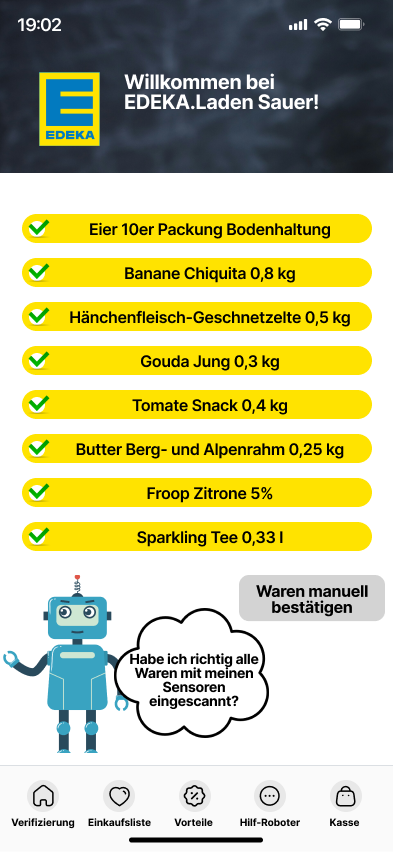 19:02
Willkommen bei
EDEKA.Laden Sauer!
EDEKA
Eier 10er Packung Bodenhaltung
Banane Chiquita 0,8 kg
Hänchenfleisch-Geschnetzelte 0,5 kg
Gouda Jung 0,3 kg
Tomate Snack 0,4 kg
Butter Berg- und Alpenrahm 0,25 kg
Froop Zitrone 5%
Sparkling Tee 0,33 l
Waren manuell
bestätigen
Habe ich richtig alle
Waren mit meinen
Sensoren
eingescannt?
Verifizierung Einkaufsliste Vorteile Hilf-Roboter Kasse